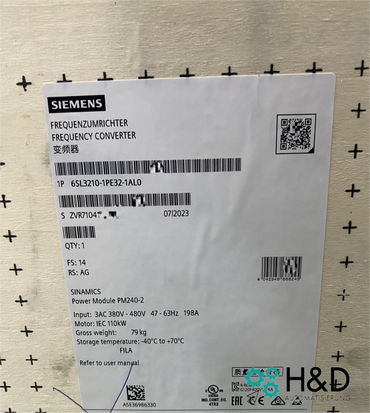 SIEMENS
FREQUENZUMRICHTER
FREQUENCY CONVERTER
变频器
1P 6SL3210-1PE32-1AL0
S ZVR7104 07/2023
QTY: 1
FS: 14
RS: AG
SINAMICS
Power Module PM240-2
Input: 3AC 380V - 480V 47 - 63Hz 198A
Motor: IEC 110kW
Gross weight: 79 kg
Storage temperature: -40°C to +70°C
FILA
Refer to user manual
A5E36986330
H&D
AUTOMATISIERUNG